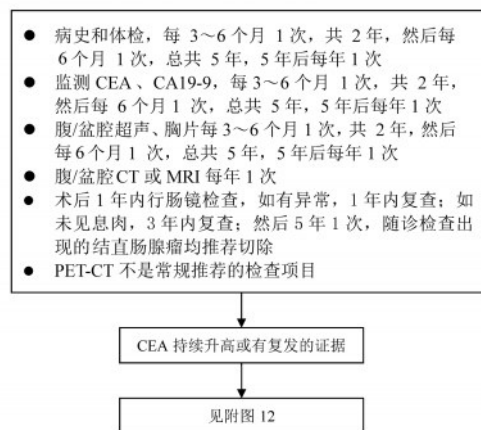 ● 病史和体检，每 3～6个月 1 次，共 2 年，然后每
6个月 1 次，总共 5 年，5 年后每年 1 次
● 监测 CEA、CA19-9，每 3～6个月 1 次，共 2 年，
然后每 6个月 1 次，总共 5 年，5 年后每年 1 次
● 腹/盆腔超声、胸片每 3～6个月 1 次，共 2 年，然后
每 6个月 1 次，总共 5 年，5 年后每年 1 次
● 腹/盆腔 CT 或 MRI 每年 1 次
● 术后 1 年内行肠镜检查，如有异常，1 年内复查；如
未见息肉，3 年内复查；然后 5 年 1 次，随诊检查出
现的结直肠腺瘤均推荐切除
● PET-CT 不是常规推荐的检查项目
CEA 持续升高或有复发的证据
见附图 12